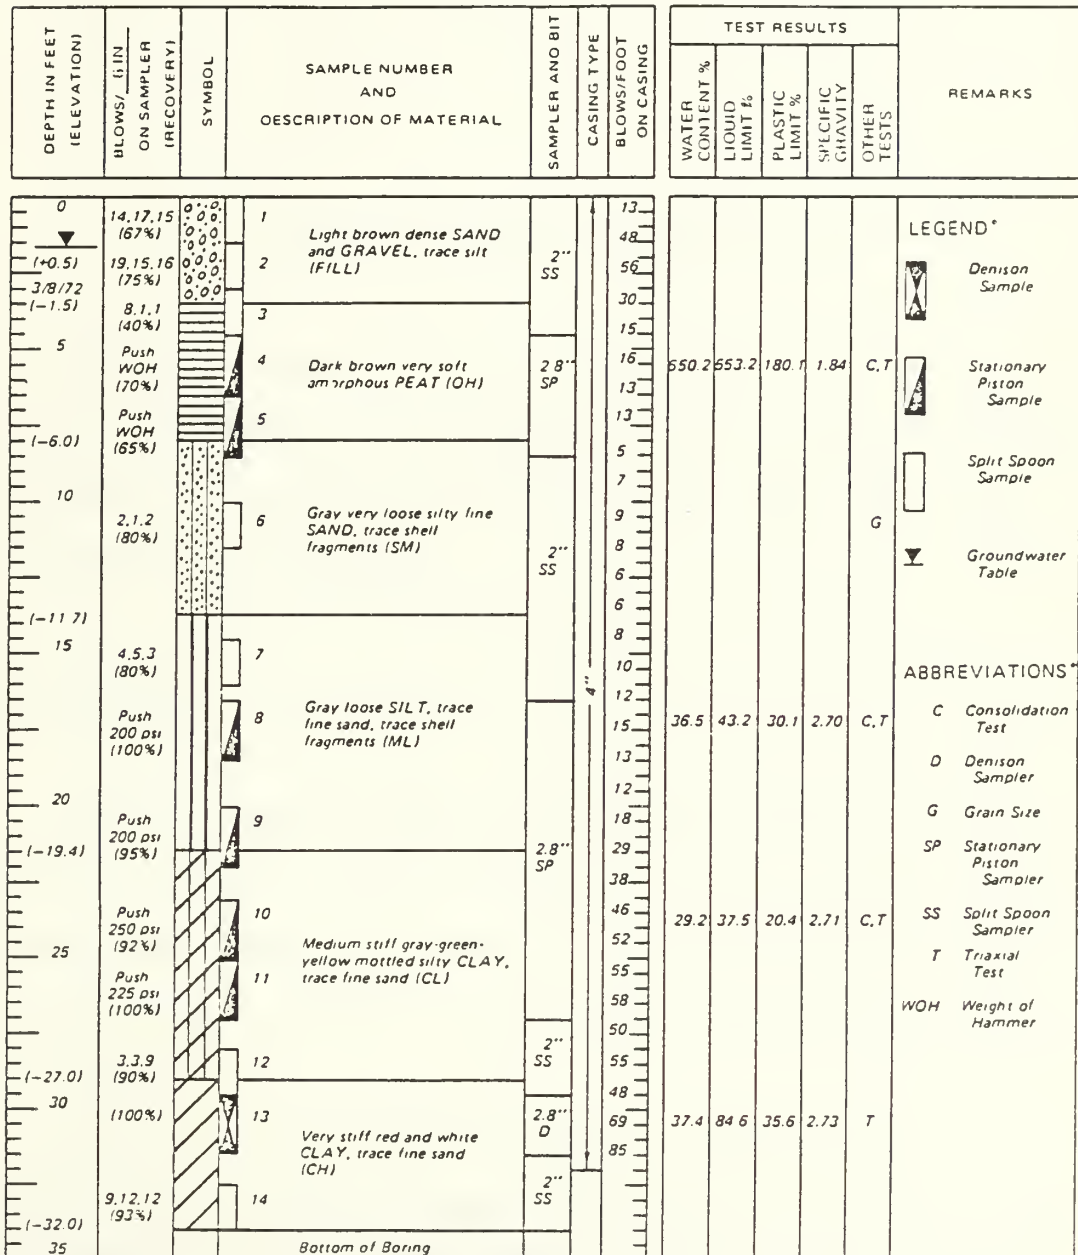 DEPTH IN FEET
(ELEVATION)
BLOWS/ 6 IN
ON SAMPLER
(RECOVERY)
SYMBOL
SAMPLE NUMBER
AND
DESCRIPTION OF MATERIAL
SAMPLER AND BIT
CASING TYPE
BLOWS/FOOT
ON CASING
TEST RESULTS
WATER
CONTENT %
LIQUID
LIMIT %
PLASTIC
LIMIT %
SPECIFIC
GRAVITY
OTHER
TESTS
REMARKS
0
(+0.5)
3/8/72
(-1.5)
5
(-6.0)
10
(-11.7)
15
20
(-19.4)
25
(-27.0)
30
(-32.0)
35
14.17.15
(67%)
19.15.16
(75%)
8.1.1
(40%)
Push
WOH
(70%)
Push
WOH
(65%)
2.1.2
(80%)
4.5.3
(80%)
Push
200 psi
(100%)
Push
200 psi
(95%)
Push
250 psi
(92%)
Push
225 psi
(100%)
3.3.9
(90%)
(100%)
9.12.12
(93%)
1
2
3
4
5
6
7
8
9
10
11
12
13
14
Light brown dense SAND
and GRAVEL, trace silt
(FILL)
Dark brown very soft
amorphous PEAT (OH)
Gray very loose silty fine
SAND, trace shell
fragments (SM)
Gray loose SILT, trace
fine sand, trace shell
fragments (ML)
Medium stiff gray-green-
yellow mottled silty CLAY,
trace fine sand (CL)
Very stiff red and white
CLAY, trace fine sand
(CH)
Bottom of Boring
2"
SS
2.8"
SP
2"
SS
2.8"
SP
2"
SS
2.8"
D
2"
SS
4"
13
48
56
30
15
16
13
13
5
7
9
8
6
6
8
10
12
15
13
12
18
29
38
46
52
55
58
50
55
48
69
85
650.2 553.2 180.1 1.84 C,T
G
36.5 43.2 30.1 2.70 C,T
29.2 37.5 20.4 2.71 C,T
37.4 84.6 35.6 2.73 T
LEGEND*
Denison
Sample
Stationary
Piston
Sample
Split Spoon
Sample
Groundwater
Table
ABBREVIATIONS*
C Consolidation
Test
D Denison
Sampler
G Grain Size
SP Stationary
Piston
Sampler
SS Split Spoon
Sampler
T Triaxial
Test
WOH Weight of
Hammer